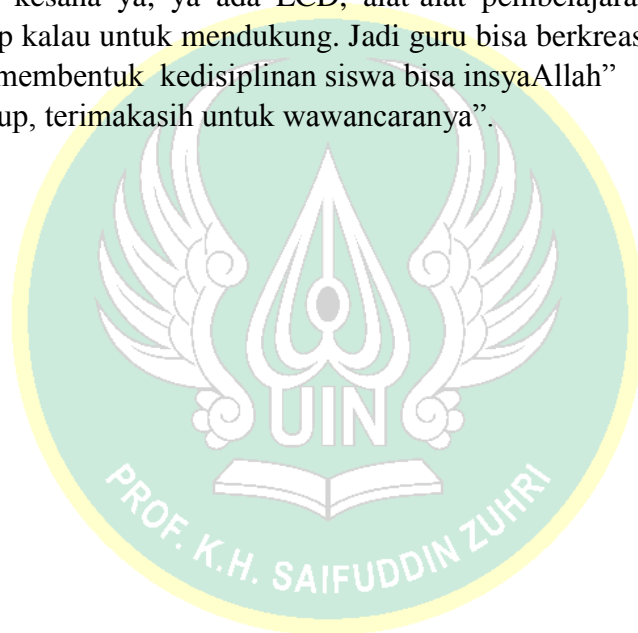 kesana ya, ya ada LCD, alat-alat pembelajara
p kalau untuk mendukung. Jadi guru bisa berkreas
membentuk kedisiplinan siswa bisa insyaAllah”
up, terimakasih untuk wawancaranya”.
UIN
PROF. K.H. SAIFUDDIN ZUHRI